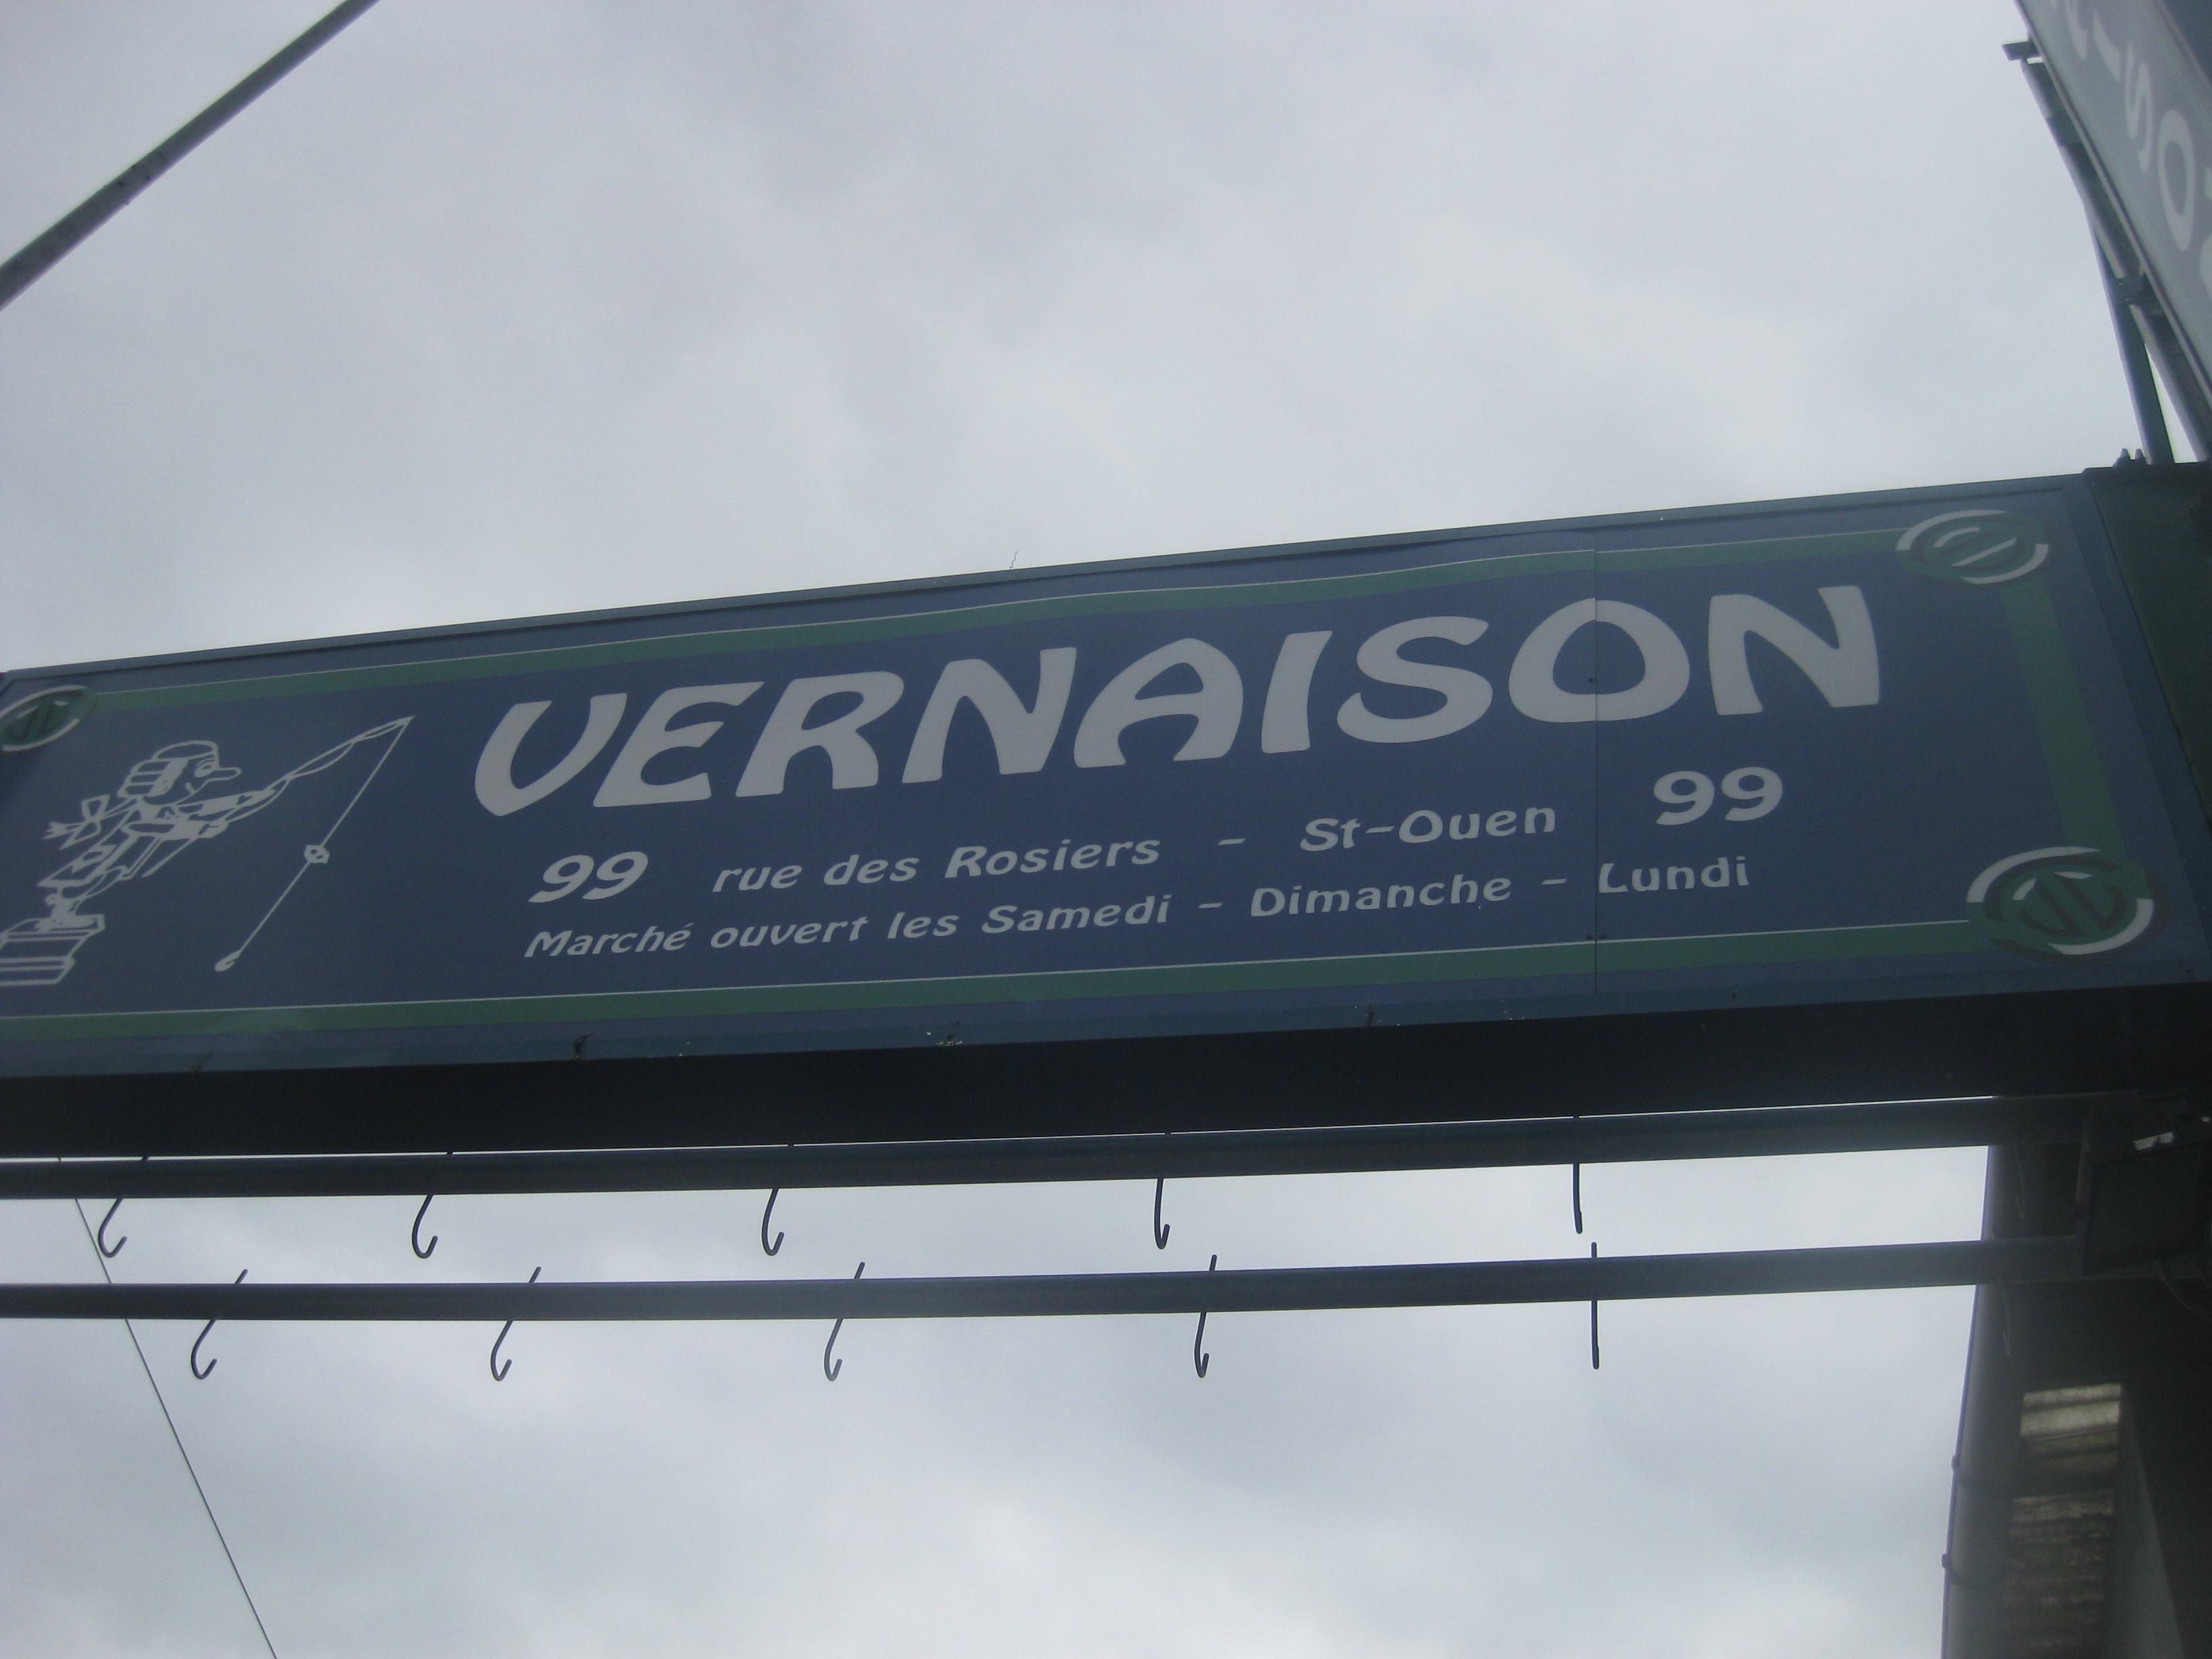 VERNAISON
99 rue des Rosiers - St-Ouen 99
Marché ouvert les Samedi - Dimanche - Lundi